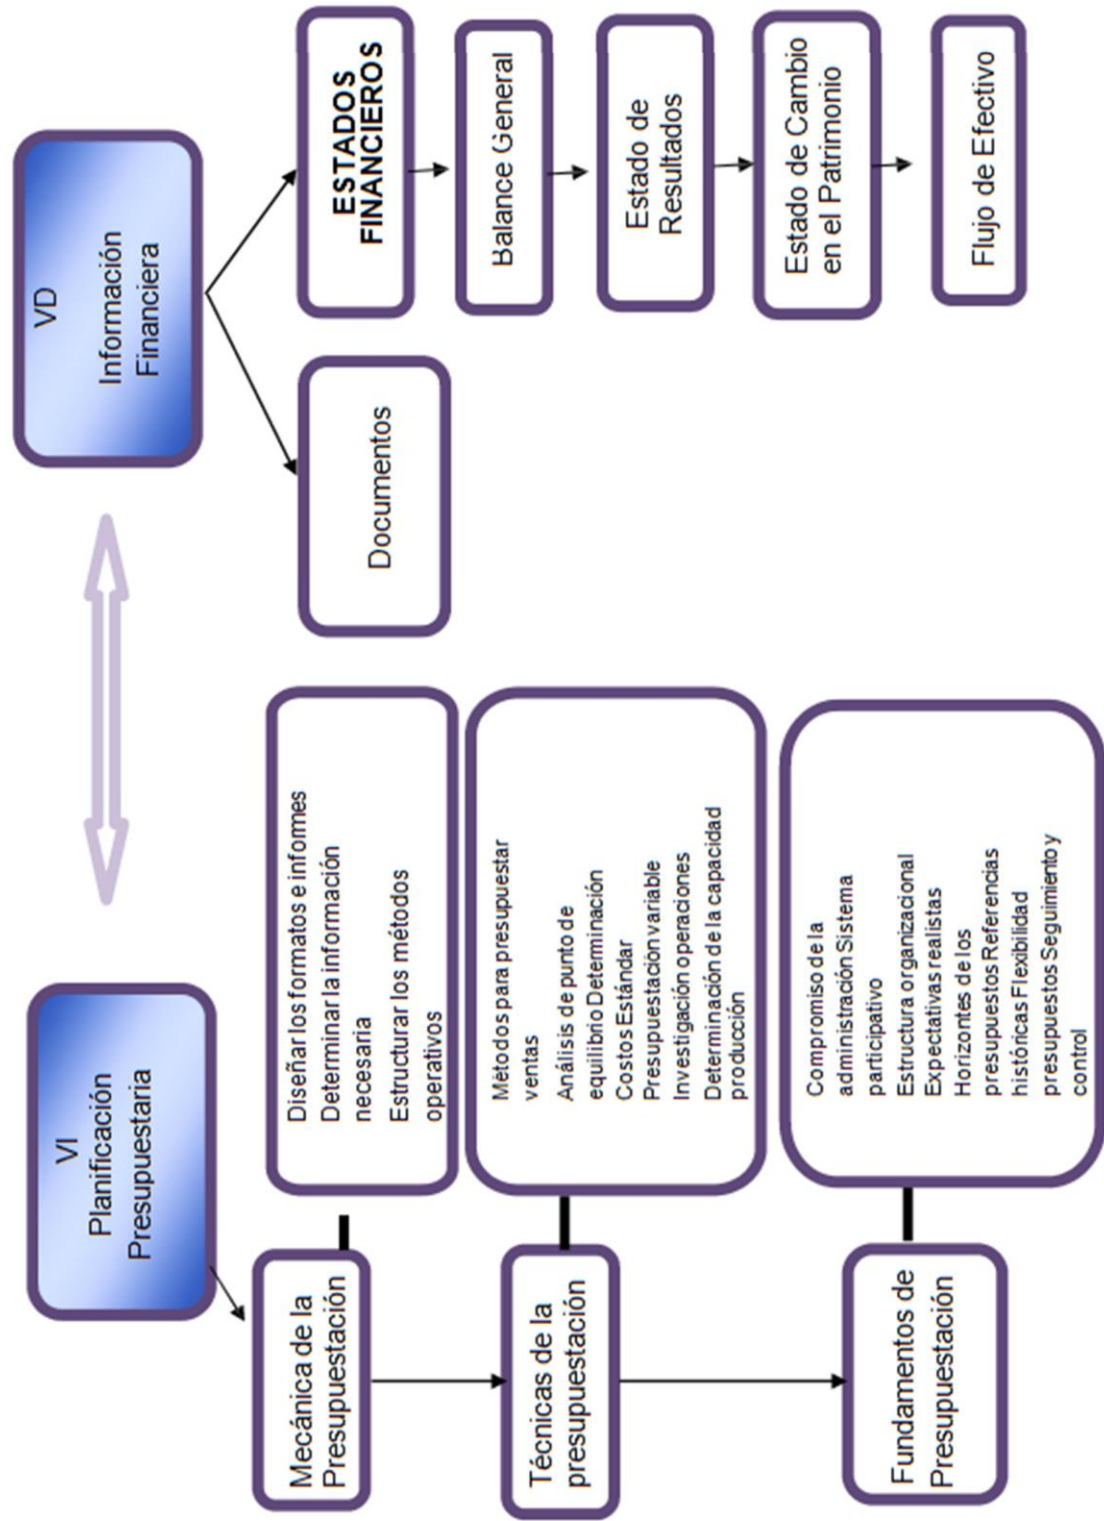 VI
Planificación
Presupuestaria
VD
Información
Financiera
Mecánica de la
Presupuestación
Diseñar los formatos e informes
Determinar la información
necesaria
Estructurar los métodos
operativos
Técnicas de la
presupuestación
Métodos para presupuestar
ventas
Análisis de punto de
equilibrio Determinación
Costos Estándar
Presupuestación variable
Investigación operaciones
Determinación de la capacidad
producción
Fundamentos de
Presupuestación
Compromiso de la
administración Sistema
participativo
Estructura organizacional
Expectativas realistas
Horizontes de los
presupuestos Referencias
históricas Flexibilidad
presupuestos Seguimiento y
control
Documentos
ESTADOS
FINANCIEROS
Balance General
Estado de
Resultados
Estado de Cambio
en el Patrimonio
Flujo de Efectivo